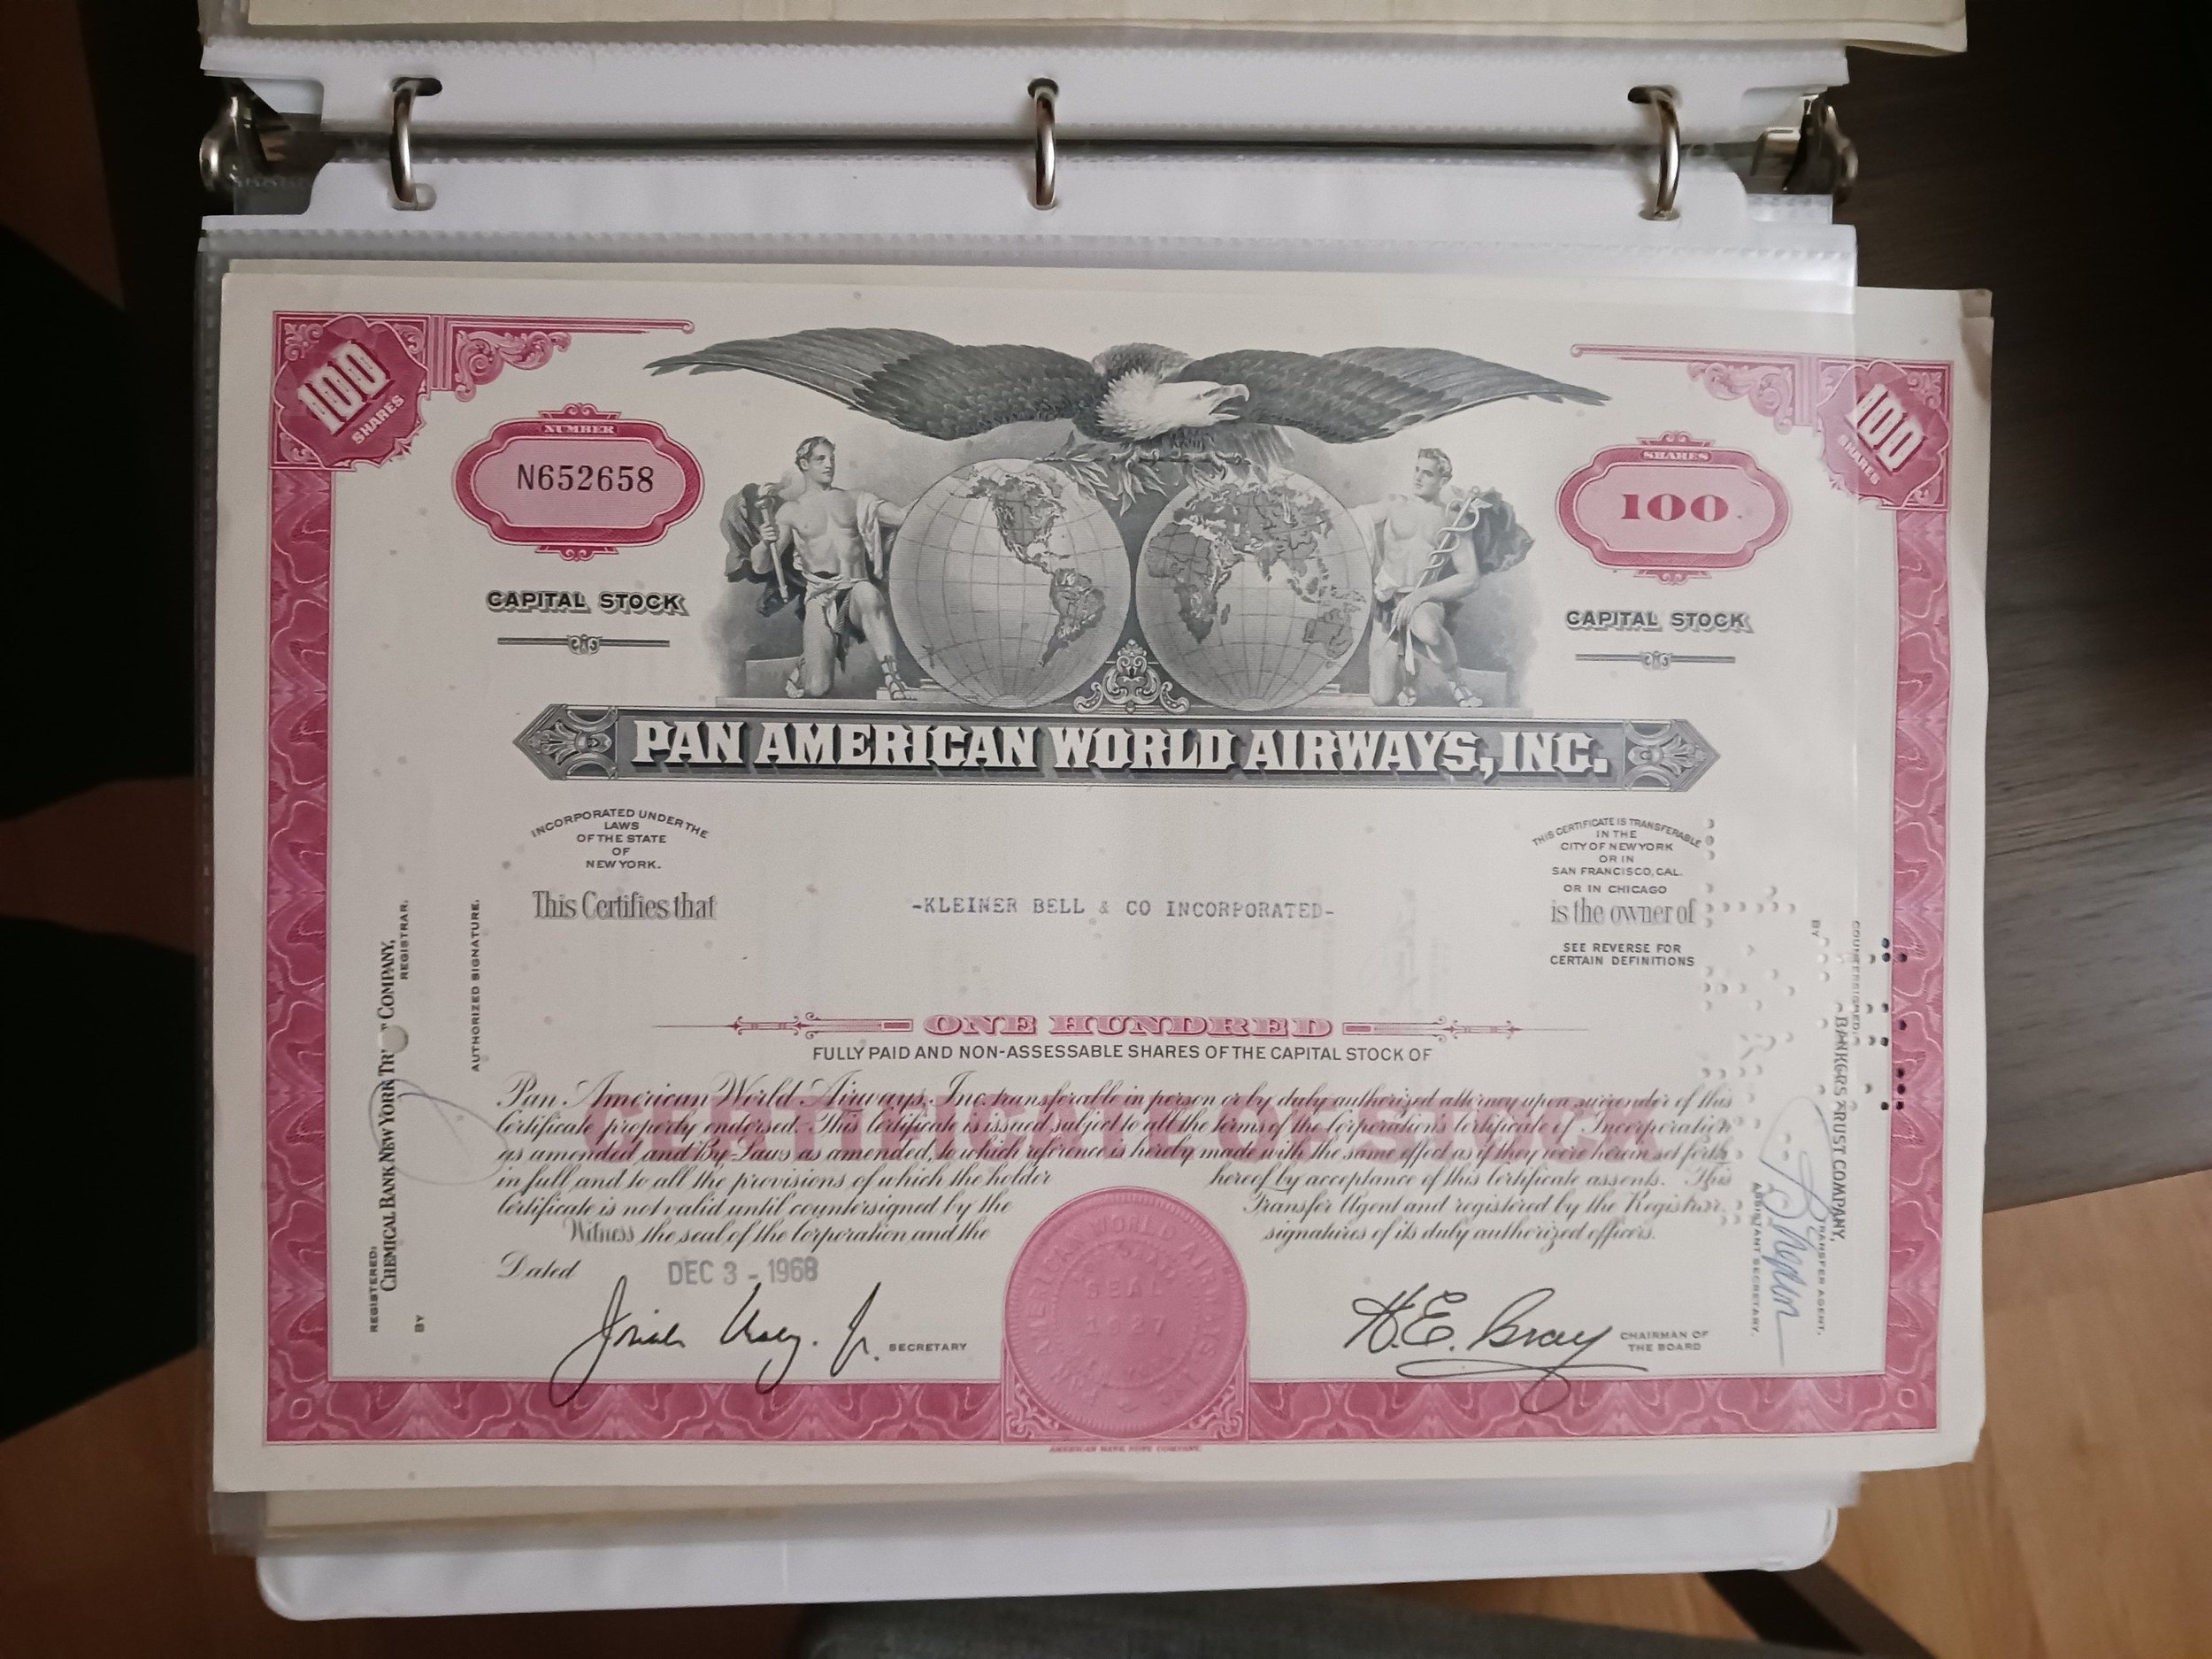 100
SHARES
NUMBER
N652658
CAPITAL STOCK
SHARES
100
100
SHARES
CAPITAL STOCK
PAN AMERICAN WORLD AIRWAYS, INC.
INCORPORATED UNDER THE
LAWS
OF THE STATE
OF
NEW YORK.
THIS CERTIFICATE IS TRANSFERABLE
IN THE
CITY OF NEW YORK
OR IN
SAN FRANCISCO, CAL.
OR IN CHICAGO
This Certifies that
-KLEINER BELL & CO INCORPORATED-
is the owner of
SEE REVERSE FOR
CERTAIN DEFINITIONS
ONE HUNDRED
FULLY PAID AND NON-ASSESSABLE SHARES OF THE CAPITAL STOCK OF
CERTIFICATE OF STOCK
Pan American World Airways, Inc. transferable in person or by duly authorized attorney upon surrender of this
Certificate properly endorsed. This Certificate is issued subject to all the terms of the Corporation's Certificate of Incorporation
as amended and By-Laws as amended, to which reference is hereby made with the same effect as if they were herein set forth
in full and to all the provisions of which the holder hereof by acceptance of this Certificate assents. This
Certificate is not valid until countersigned by the Transfer Agent and registered by the Registrar.
Witness the seal of the Corporation and the signatures of its duly authorized officers.
Dated DEC 3 - 1968
SECRETARY
H.E. Gray
CHAIRMAN OF
THE BOARD
SEAL
AMERICAN BANK NOTE COMPANY.
REGISTERED:
CHEMICAL BANK NEW YORK COMPANY,
REGISTRAR.
BY
AUTHORIZED SIGNATURE.
COUNTERSIGNED:
BANKERS TRUST COMPANY,
TRANSFER AGENT,
BY
ASSISTANT SECRETARY.